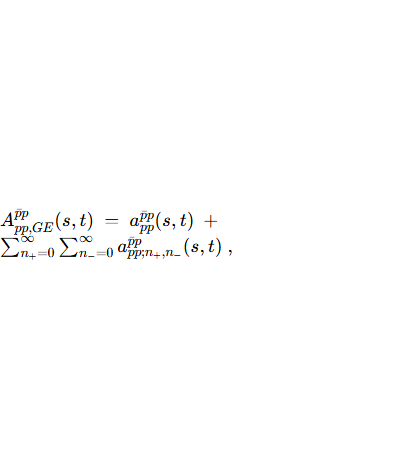 $A^{\bar{p}p}_{pp,GE}(s,t) \;=\; a^{\bar{p}p}_{pp}(s,t) \;+$
$\sum_{n_+=0}^{\infty} \sum_{n_-=0}^{\infty} a^{\bar{p}p}_{pp;n_+,n_-}(s,t) \;,$